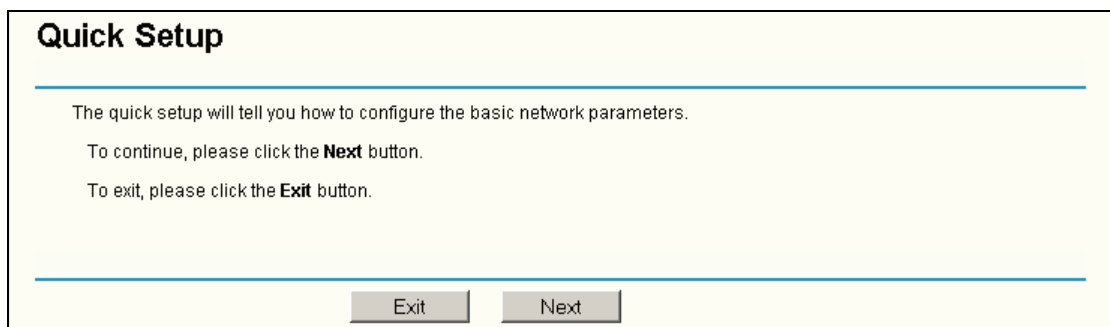 Quick Setup
The quick setup will tell you how to configure the basic network parameters.
To continue, please click the Next button.
To exit, please click the Exit button.
Exit Next